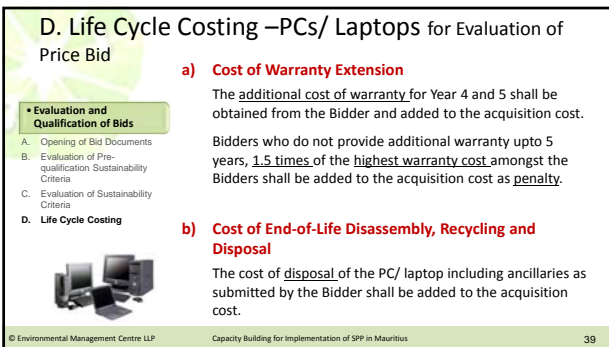 D. Life Cycle Costing –PCs/ Laptops for Evaluation of
Price Bid
• Evaluation and
Qualification of Bids
A. Opening of Bid Documents
B. Evaluation of Pre-
qualification Sustainability
Criteria
C. Evaluation of Sustainability
Criteria
D. Life Cycle Costing
a) Cost of Warranty Extension
The additional cost of warranty for Year 4 and 5 shall be
obtained from the Bidder and added to the acquisition cost.
Bidders who do not provide additional warranty upto 5
years, 1.5 times of the highest warranty cost amongst the
Bidders shall be added to the acquisition cost as penalty.
b) Cost of End-of-Life Disassembly, Recycling and
Disposal
The cost of disposal of the PC/ laptop including ancillaries as
submitted by the Bidder shall be added to the acquisition
cost.
© Environmental Management Centre LLP
Capacity Building for Implementation of SPP in Mauritius
39